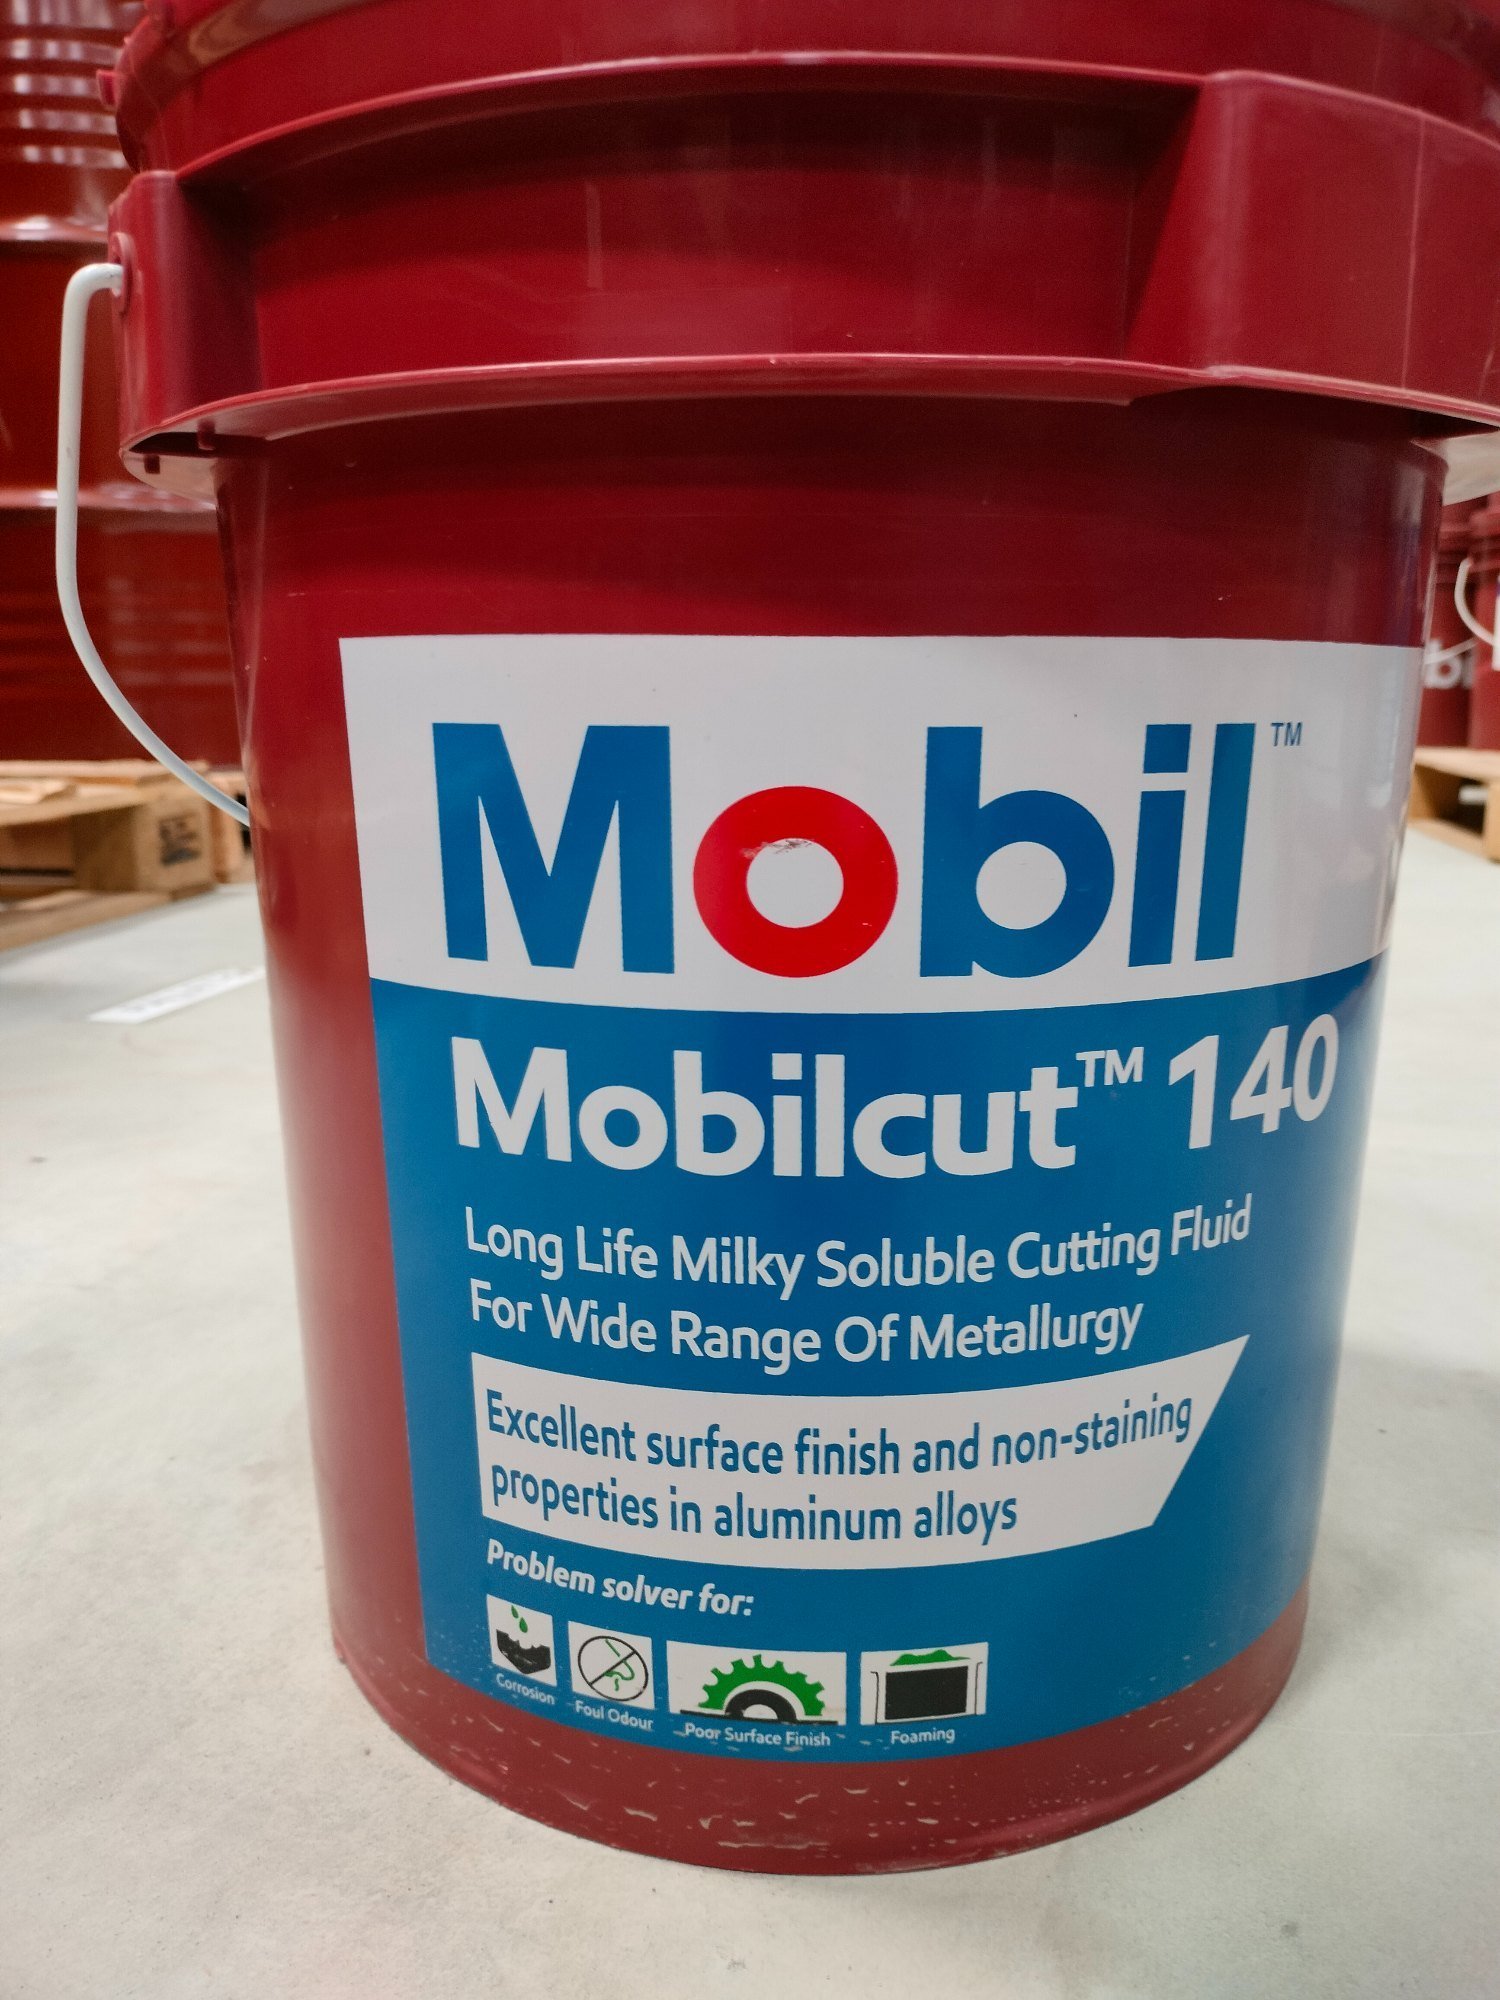 Mobil™
Mobilcut™ 140
Long Life Milky Soluble Cutting Fluid
For Wide Range Of Metallurgy
Excellent surface finish and non-staining
properties in aluminum alloys
Problem solver for:
Corrosion
Foul Odour
Poor Surface Finish
Foaming